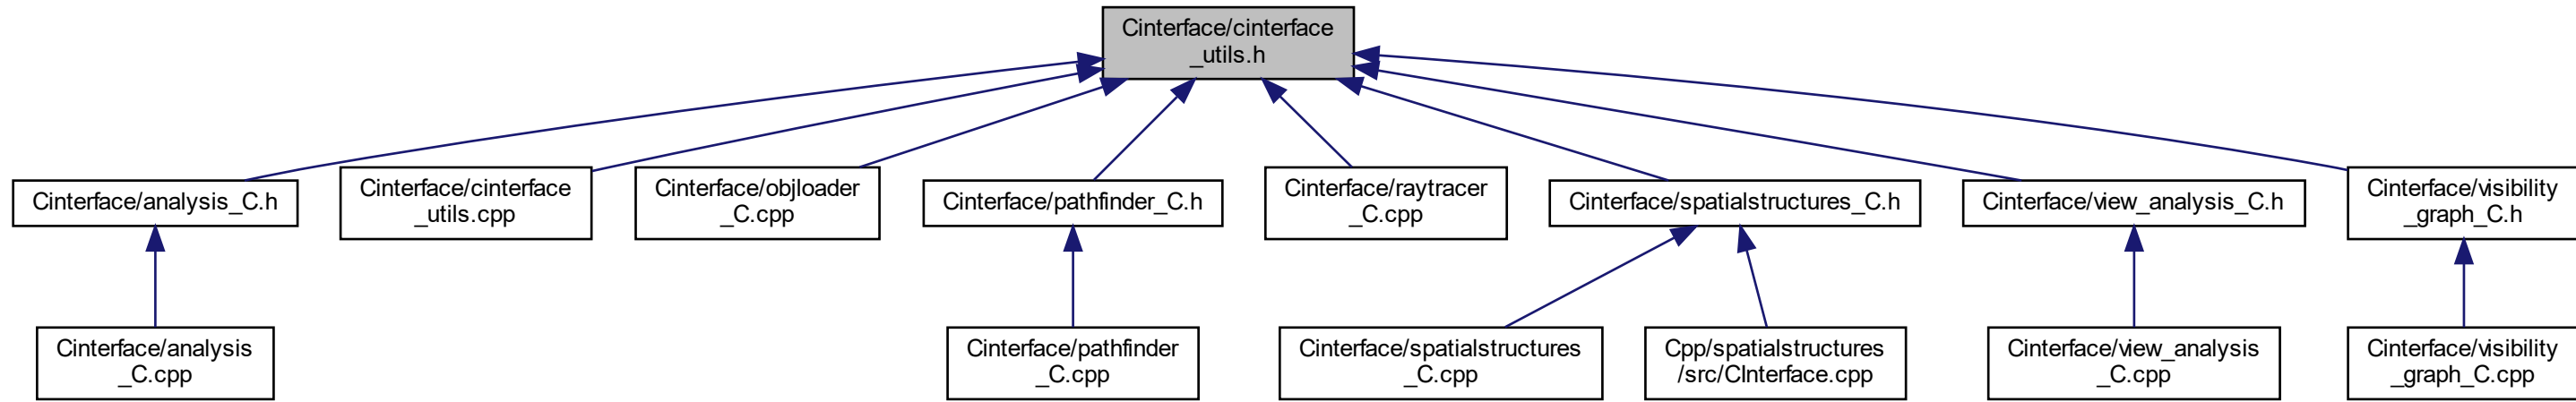 Cinterface/cinterface
_utils.h
Cinterface/analysis_C.h
Cinterface/cinterface
_utils.cpp
Cinterface/objloader
_C.cpp
Cinterface/pathfinder_C.h
Cinterface/raytracer
_C.cpp
Cinterface/spatialstructures_C.h
Cinterface/view_analysis_C.h
Cinterface/visibility
_graph_C.h
Cinterface/analysis
_C.cpp
Cinterface/pathfinder
_C.cpp
Cinterface/spatialstructures
_C.cpp
Cpp/spatialstructures
/src/CInterface.cpp
Cinterface/view_analysis
_C.cpp
Cinterface/visibility
_graph_C.cpp